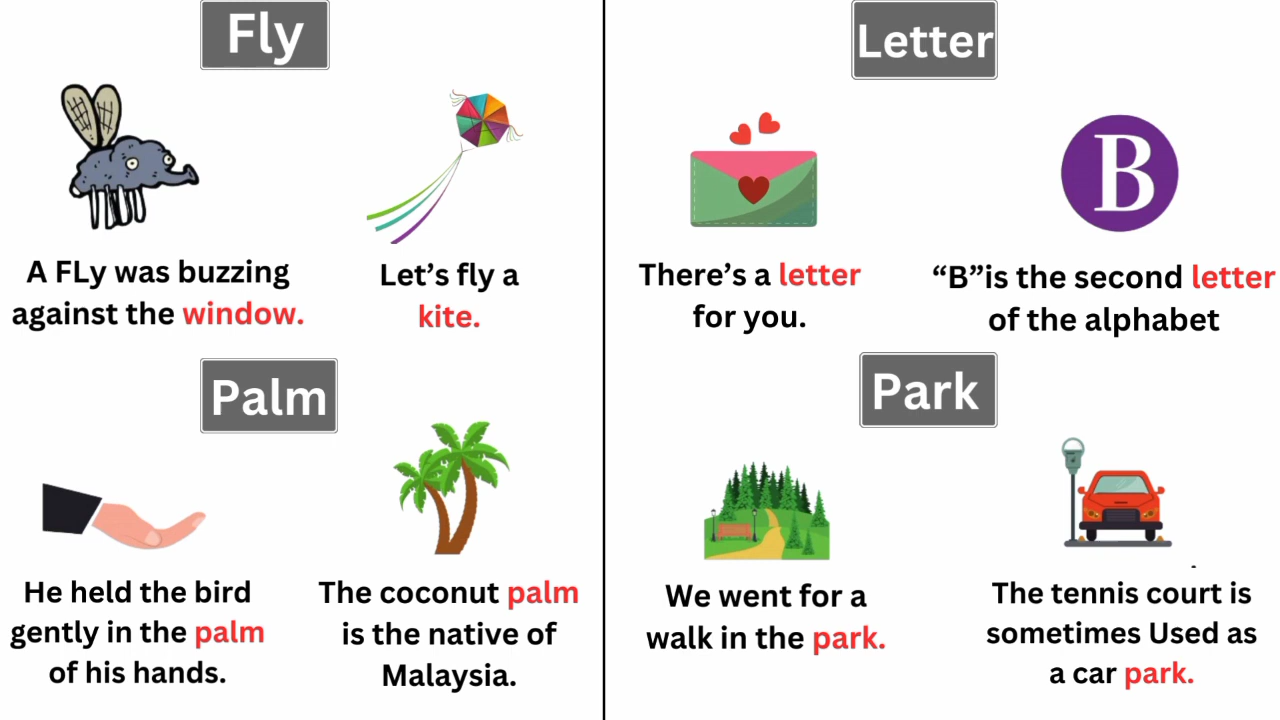 Fly
A FLy was buzzing
against the window.
Let’s fly a
kite.
Palm
He held the bird
gently in the palm
of his hands.
The coconut palm
is the native of
Malaysia.
Letter
There’s a letter
for you.
B
“B”is the second letter
of the alphabet
Park
We went for a
walk in the park.
The tennis court is
sometimes Used as
a car park.